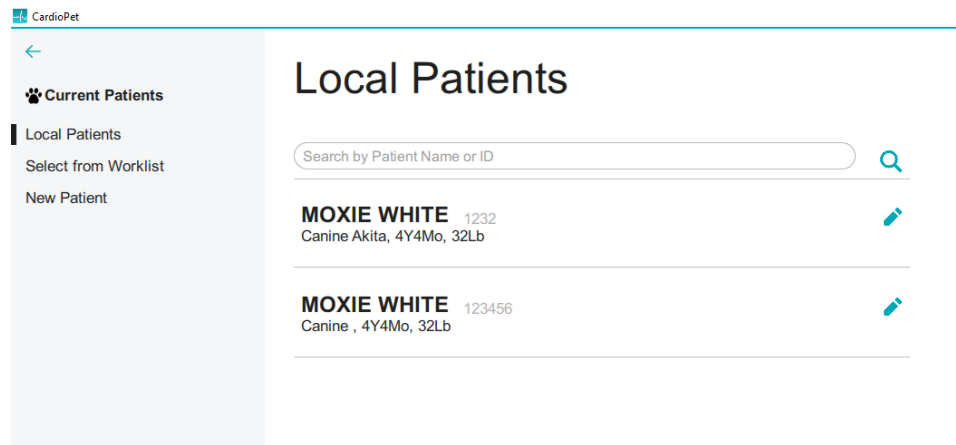 CardioPet
Current Patients
Local Patients
Select from Worklist
New Patient
Local Patients
Search by Patient Name or ID
MOXIE WHITE 1232
Canine Akita, 4Y4Mo, 32Lb
MOXIE WHITE 123456
Canine , 4Y4Mo, 32Lb